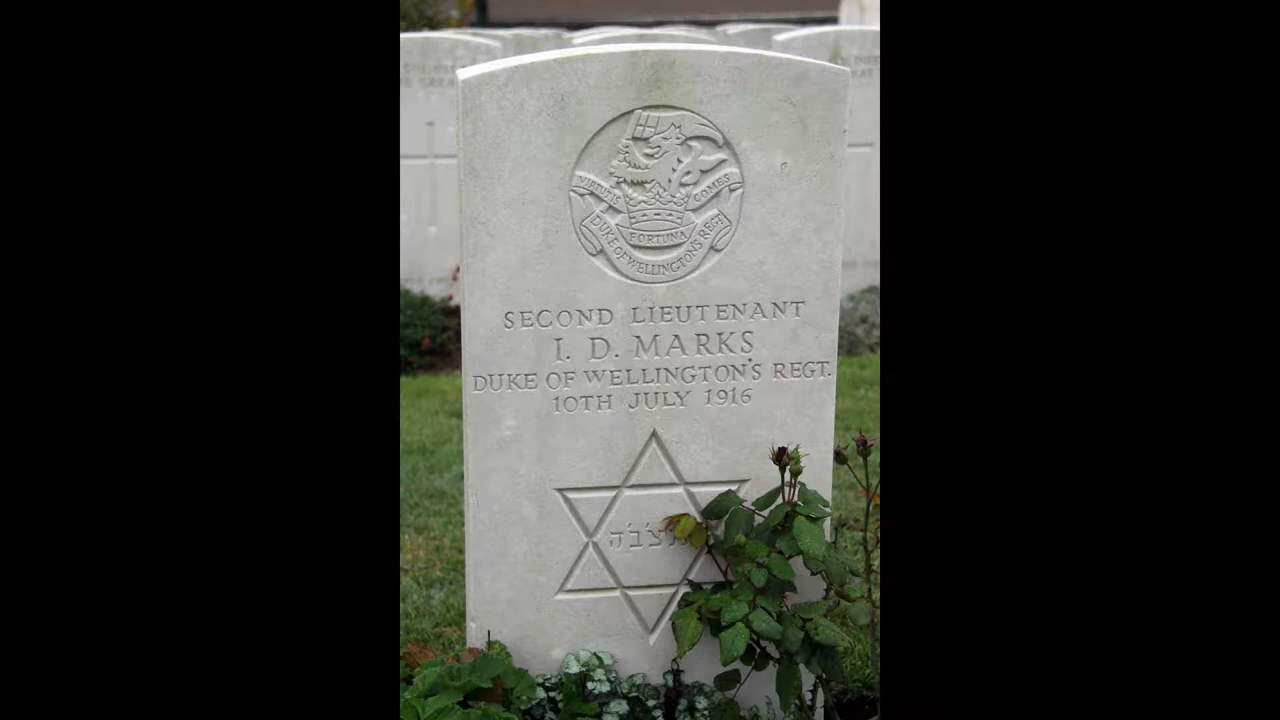 VIRTUTIS FORTUNA COMES
DUKE OF WELLINGTON'S REGT
SECOND LIEUTENANT
I. D. MARKS
DUKE OF WELLINGTON'S REGT.
10TH JULY 1916
צ'ב'ה